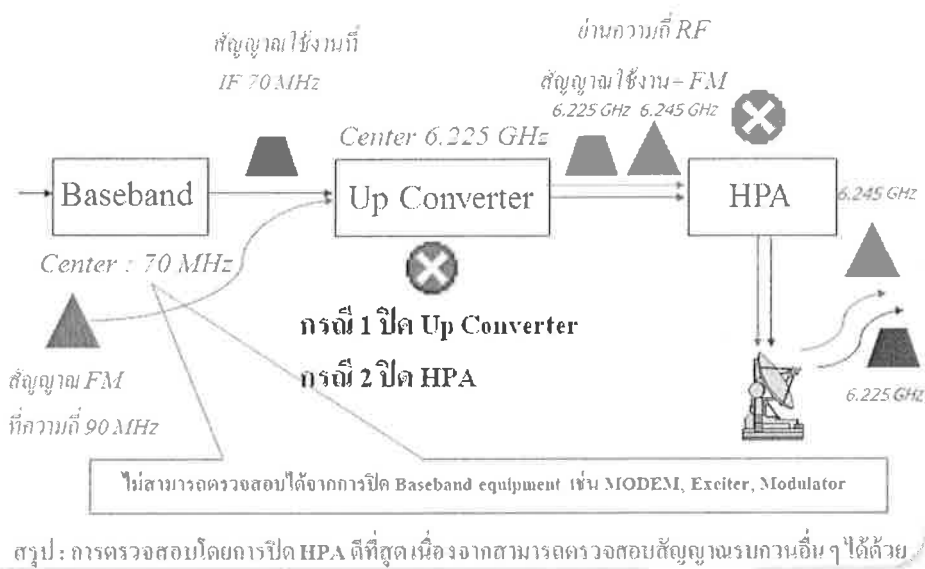 สัญญาณใช้งานที่
IF 70 MHz
ย่านความถี่ RF
สัญญาณใช้งาน – FM
6.225 GHz 6.245 GHz
Center 6.225 GHz
Baseband
Up Converter
HPA
6.245 GHz
Center : 70 MHz
กรณี 1 ปิด Up Converter
กรณี 2 ปิด HPA
สัญญาณ FM
ที่ความถี่ 90 MHz
6.225 GHz
ไม่สามารถตรวจสอบได้จากการปิด Baseband equipment เช่น MODEM, Exciter, Modulator
สรุป : การตรวจสอบโดยการปิด HPA ดีที่สุดเนื่องจากสามารถตรวจสอบสัญญาณรบกวนอื่น ๆ ได้ด้วย